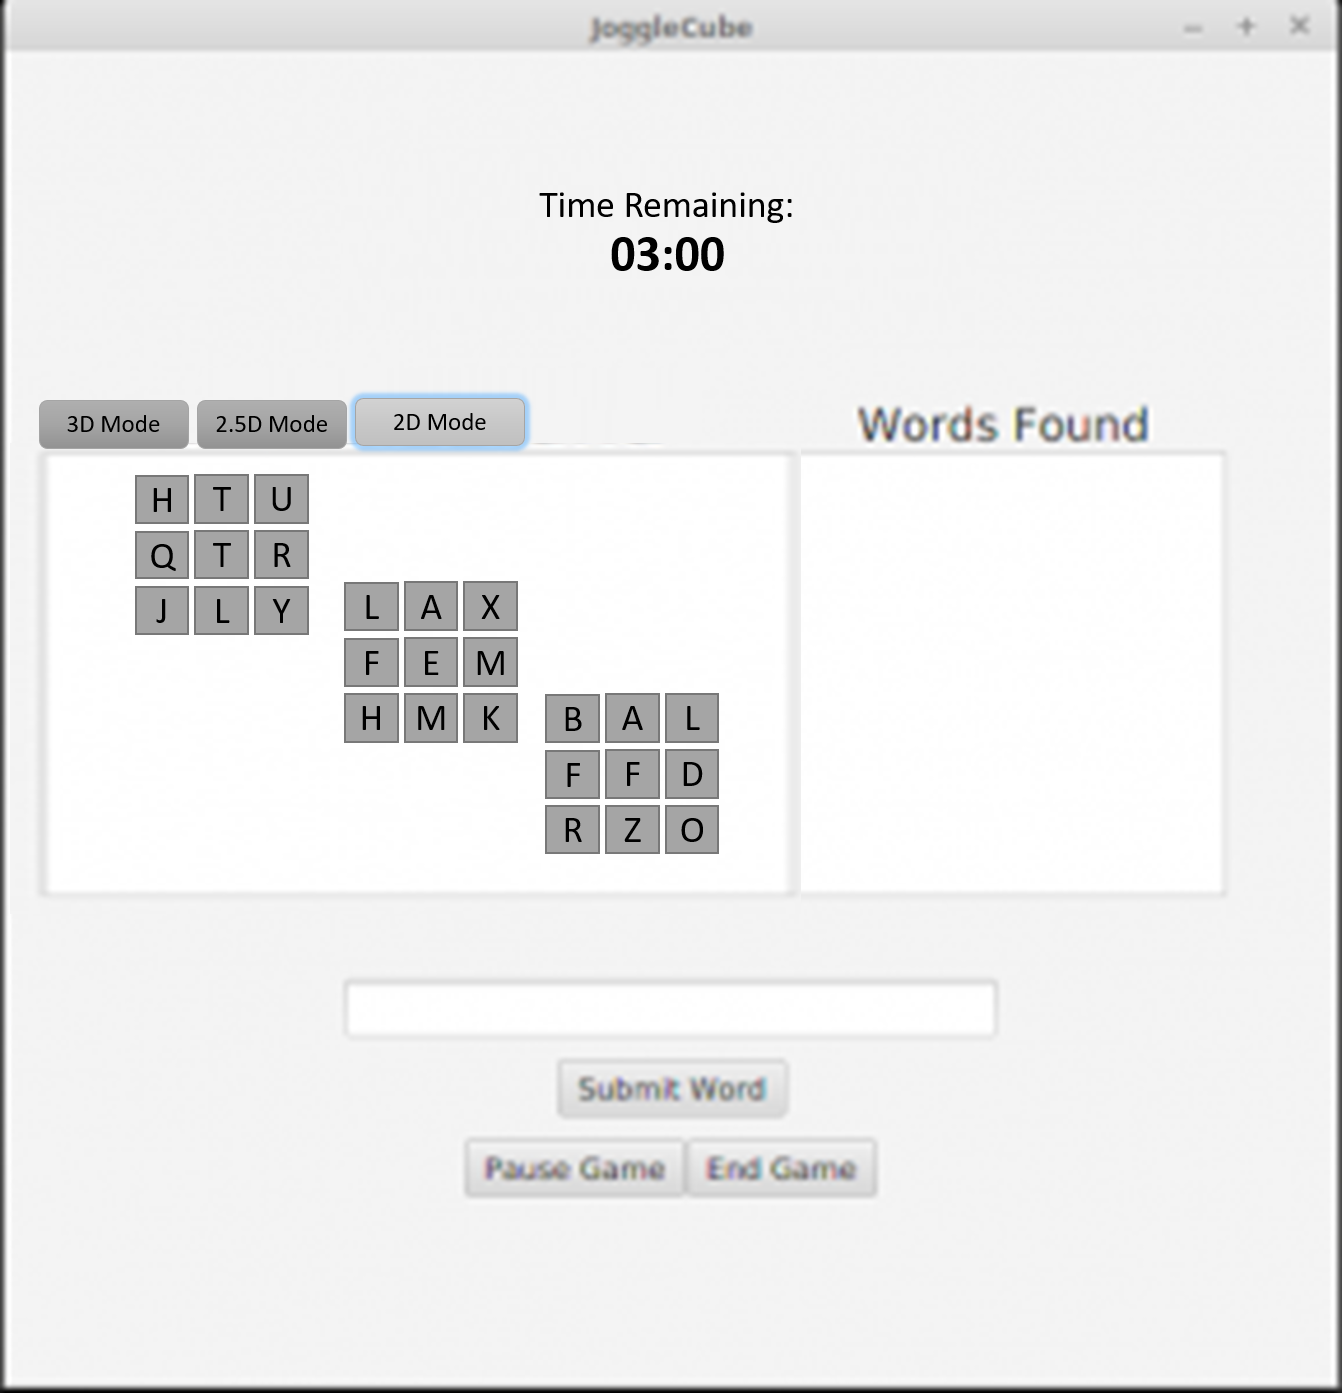 JoggleCube
Time Remaining:
03:00
3D Mode 2.5D Mode 2D Mode
Words Found
H T U
Q T R
J L Y
L A X
F E M
H M K
B A L
F F D
R Z O
Submit Word
Pause Game End Game